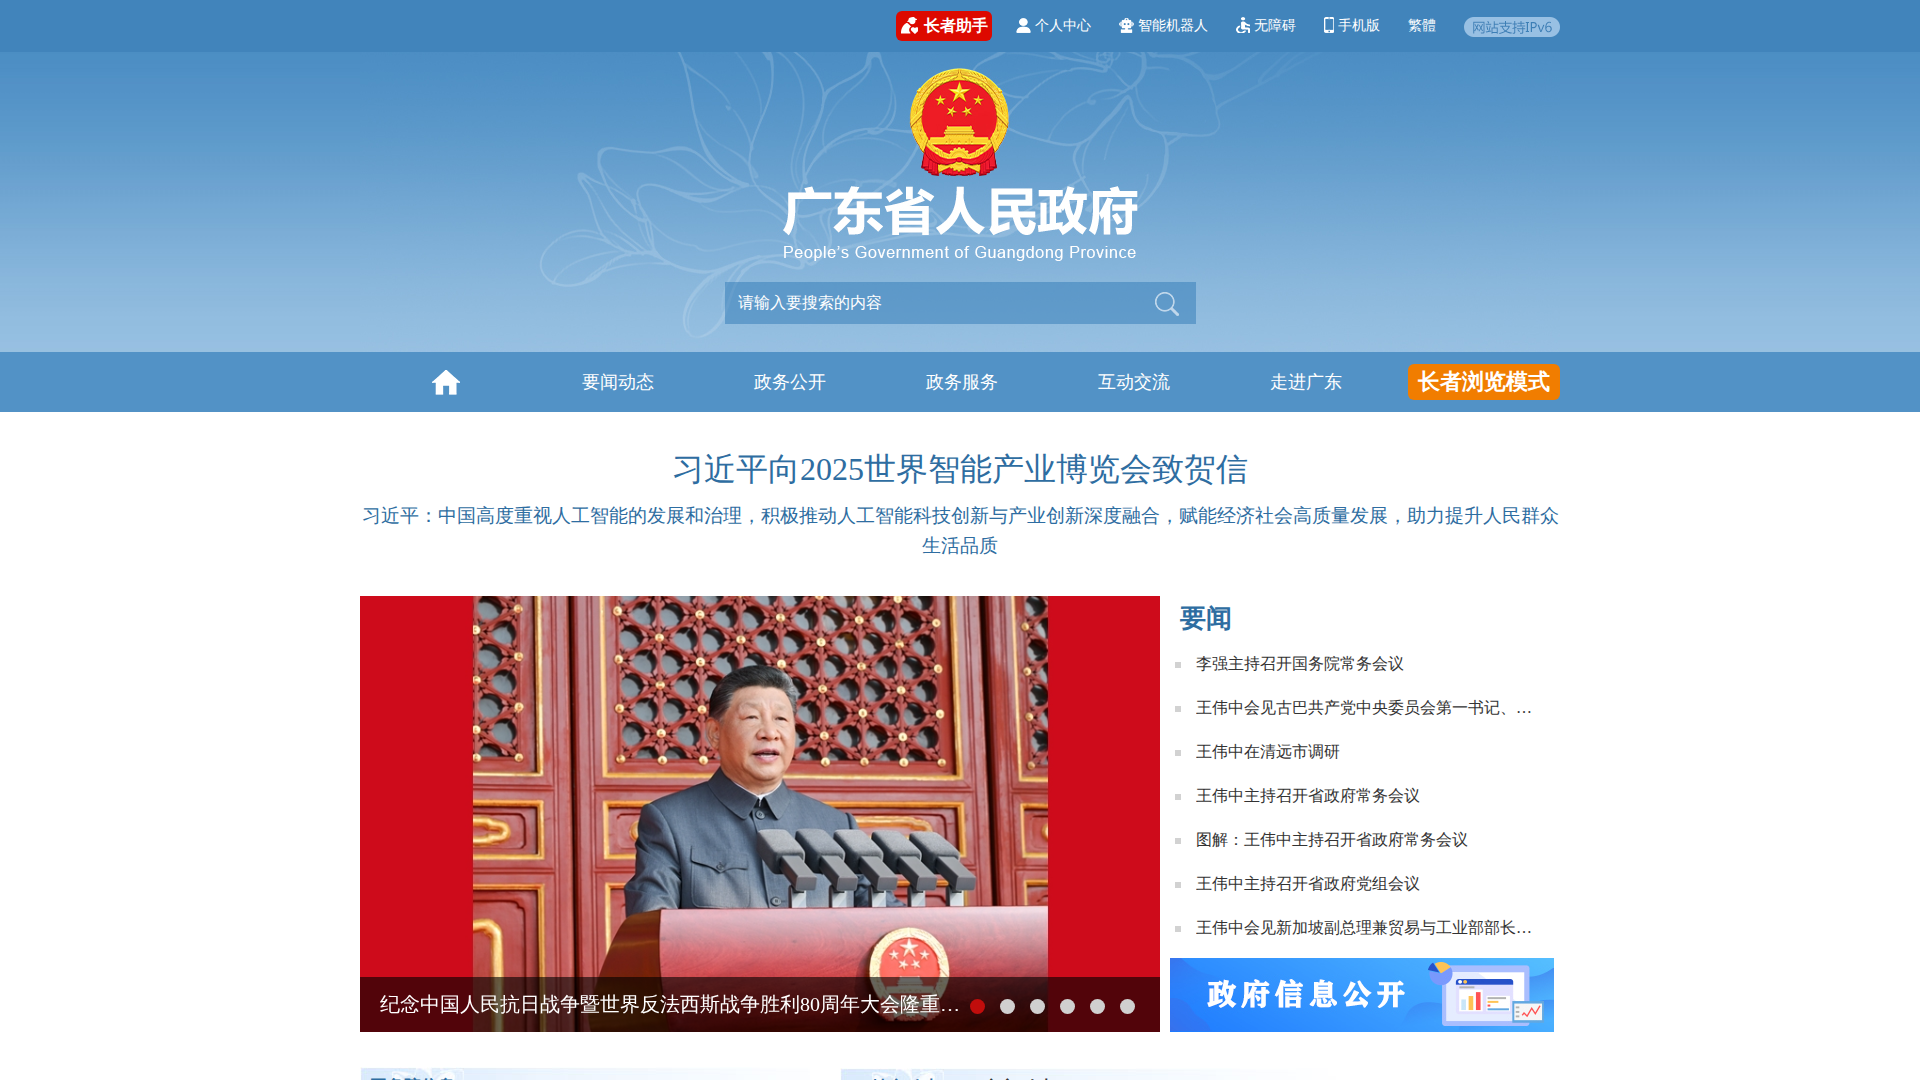 长者助手
个人中心
智能机器人
无障碍
手机版
繁體
网站支持IPv6
广东省人民政府
People's Government of Guangdong Province
请输入要搜索的内容
要闻动态
政务公开
政务服务
互动交流
走进广东
长者浏览模式
习近平向2025世界智能产业博览会致贺信
习近平：中国高度重视人工智能的发展和治理，积极推动人工智能科技创新与产业创新深度融合，赋能经济社会高质量发展，助力提升人民群众
生活品质
纪念中国人民抗日战争暨世界反法西斯战争胜利80周年大会隆重…
要闻
李强主持召开国务院常务会议
王伟中会见古巴共产党中央委员会第一书记、…
王伟中在清远市调研
王伟中主持召开省政府常务会议
图解：王伟中主持召开省政府常务会议
王伟中主持召开省政府党组会议
王伟中会见新加坡副总理兼贸易与工业部部长…
政府信息公开